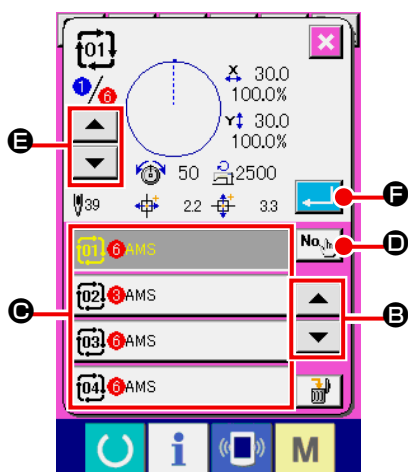 01
1/6
X 30.0
100.0%
Y 30.0
100.0%
E
50 2500
39 2.2 3.3
F
No.
D
01 6 AMS
02 3 AMS
C
B
03 6 AMS
04 6 AMS
i M